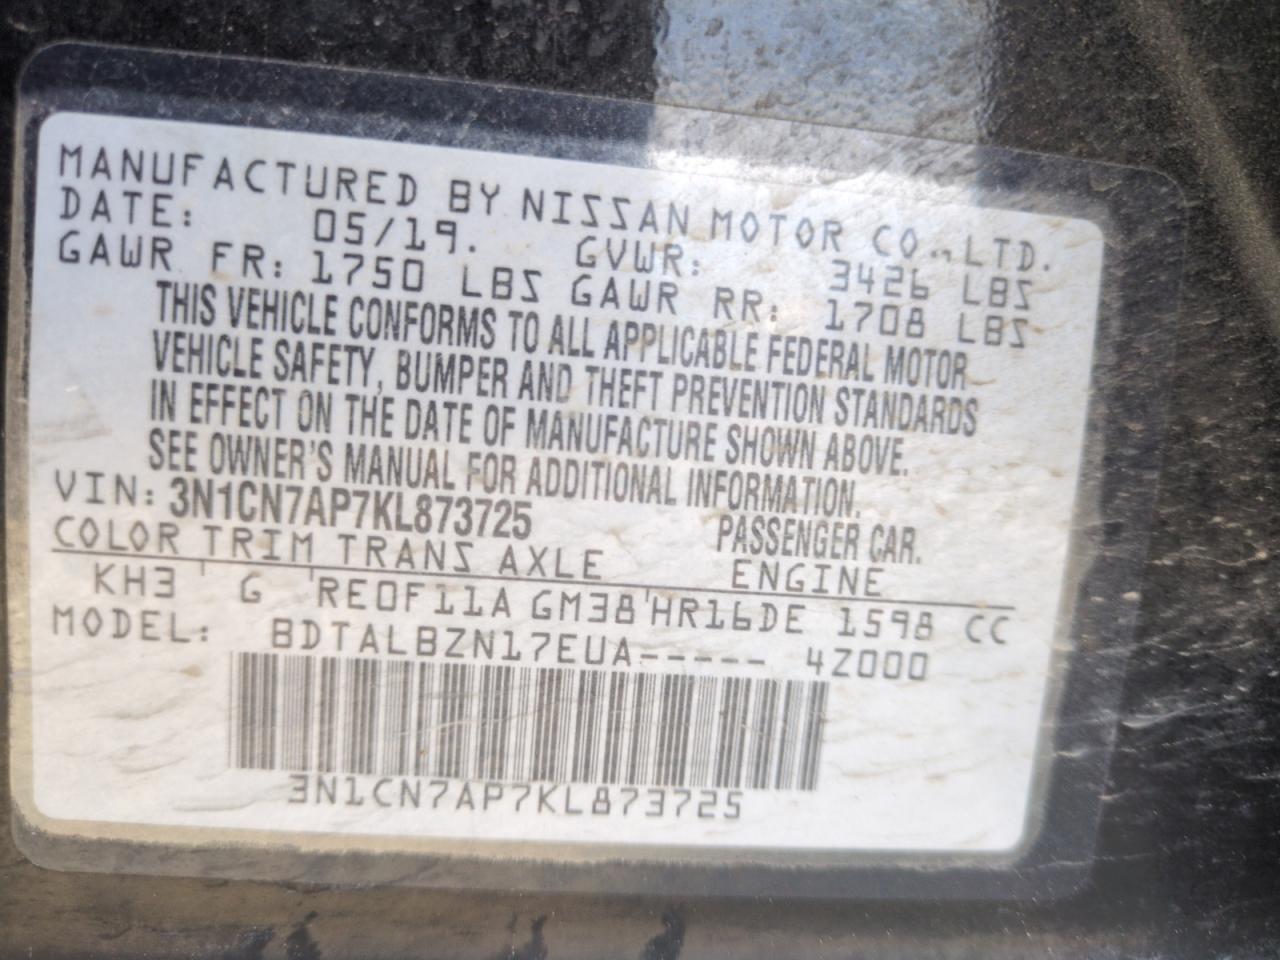 MANUFACTURED BY NISSAN MOTOR CO., LTD.
DATE: 05/19. GVWR: 3426 LBS
GAWR FR: 1750 LBS GAWR RR: 1708 LBS
THIS VEHICLE CONFORMS TO ALL APPLICABLE FEDERAL MOTOR
VEHICLE SAFETY, BUMPER AND THEFT PREVENTION STANDARDS
IN EFFECT ON THE DATE OF MANUFACTURE SHOWN ABOVE.
SEE OWNER'S MANUAL FOR ADDITIONAL INFORMATION.
VIN: 3N1CN7AP7KL873725 PASSENGER CAR.
COLOR TRIM TRANS AXLE ENGINE
KH3 ' G ' RE0F11A GM38 ' HR16DE 1598 CC
MODEL: BDTALBZN17EUA----- 4Z000
3N1CN7AP7KL873725